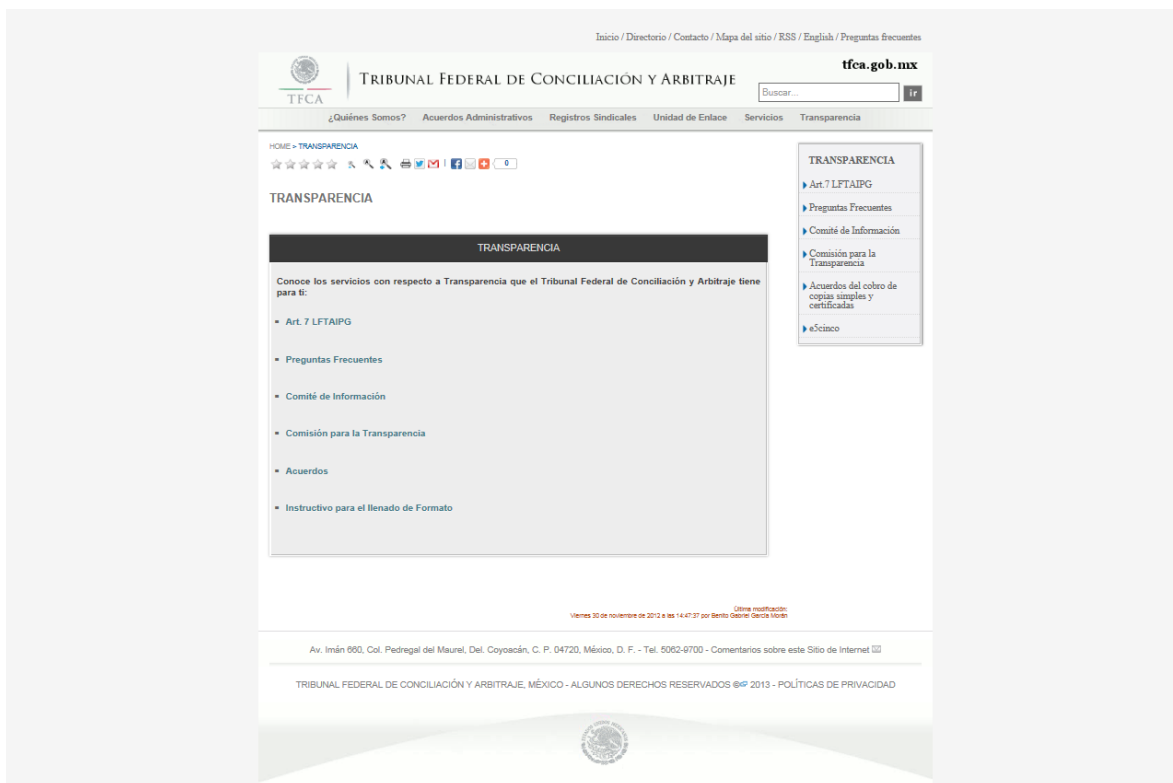 Inicio / Directorio / Contacto / Mapa del sitio / RSS / English / Preguntas frecuentes
TFCA
TRIBUNAL FEDERAL DE CONCILIACIÓN Y ARBITRAJE
tfca.gob.mx
Buscar...
ir
¿Quiénes Somos? Acuerdos Administrativos Registros Sindicales Unidad de Enlace Servicios Transparencia
HOME > TRANSPARENCIA
0
TRANSPARENCIA
TRANSPARENCIA
Conoce los servicios con respecto a Transparencia que el Tribunal Federal de Conciliación y Arbitraje tiene
para ti:
Art. 7 LFTAIPG
Preguntas Frecuentes
Comité de Información
Comisión para la Transparencia
Acuerdos
Instructivo para el llenado de Formato
TRANSPARENCIA
Art.7 LFTAIPG
Preguntas Frecuentes
Comité de Información
Comisión para la
Transparencia
Acuerdos del cobro de
copias simples y
certificadas
e5cinco
Última modificación:
Viernes 30 de noviembre de 2012 a las 14:47:37 por Benito Gabriel García Morán
Av. Imán 660, Col. Pedregal del Maurel, Del. Coyoacán, C. P. 04720, México, D. F. - Tel. 5062-9700 - Comentarios sobre este Sitio de Internet
TRIBUNAL FEDERAL DE CONCILIACIÓN Y ARBITRAJE, MÉXICO - ALGUNOS DERECHOS RESERVADOS © 2013 - POLÍTICAS DE PRIVACIDAD